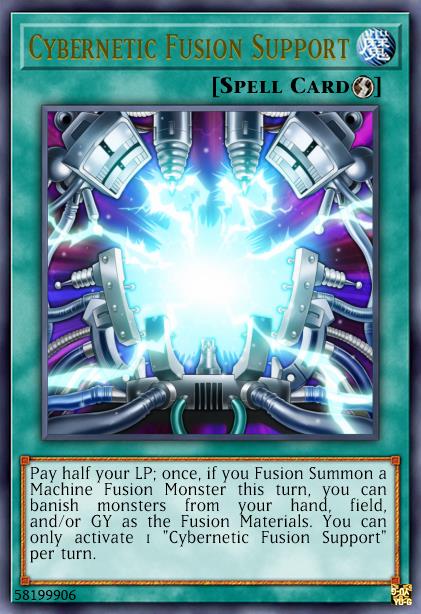 Cybernetic Fusion Support
魔
[Spell Card]
Pay half your LP; once, if you Fusion Summon a
Machine Fusion Monster this turn, you can
banish monsters from your hand, field,
and/or GY as the Fusion Materials. You can
only activate 1 "Cybernetic Fusion Support"
per turn.
58199906